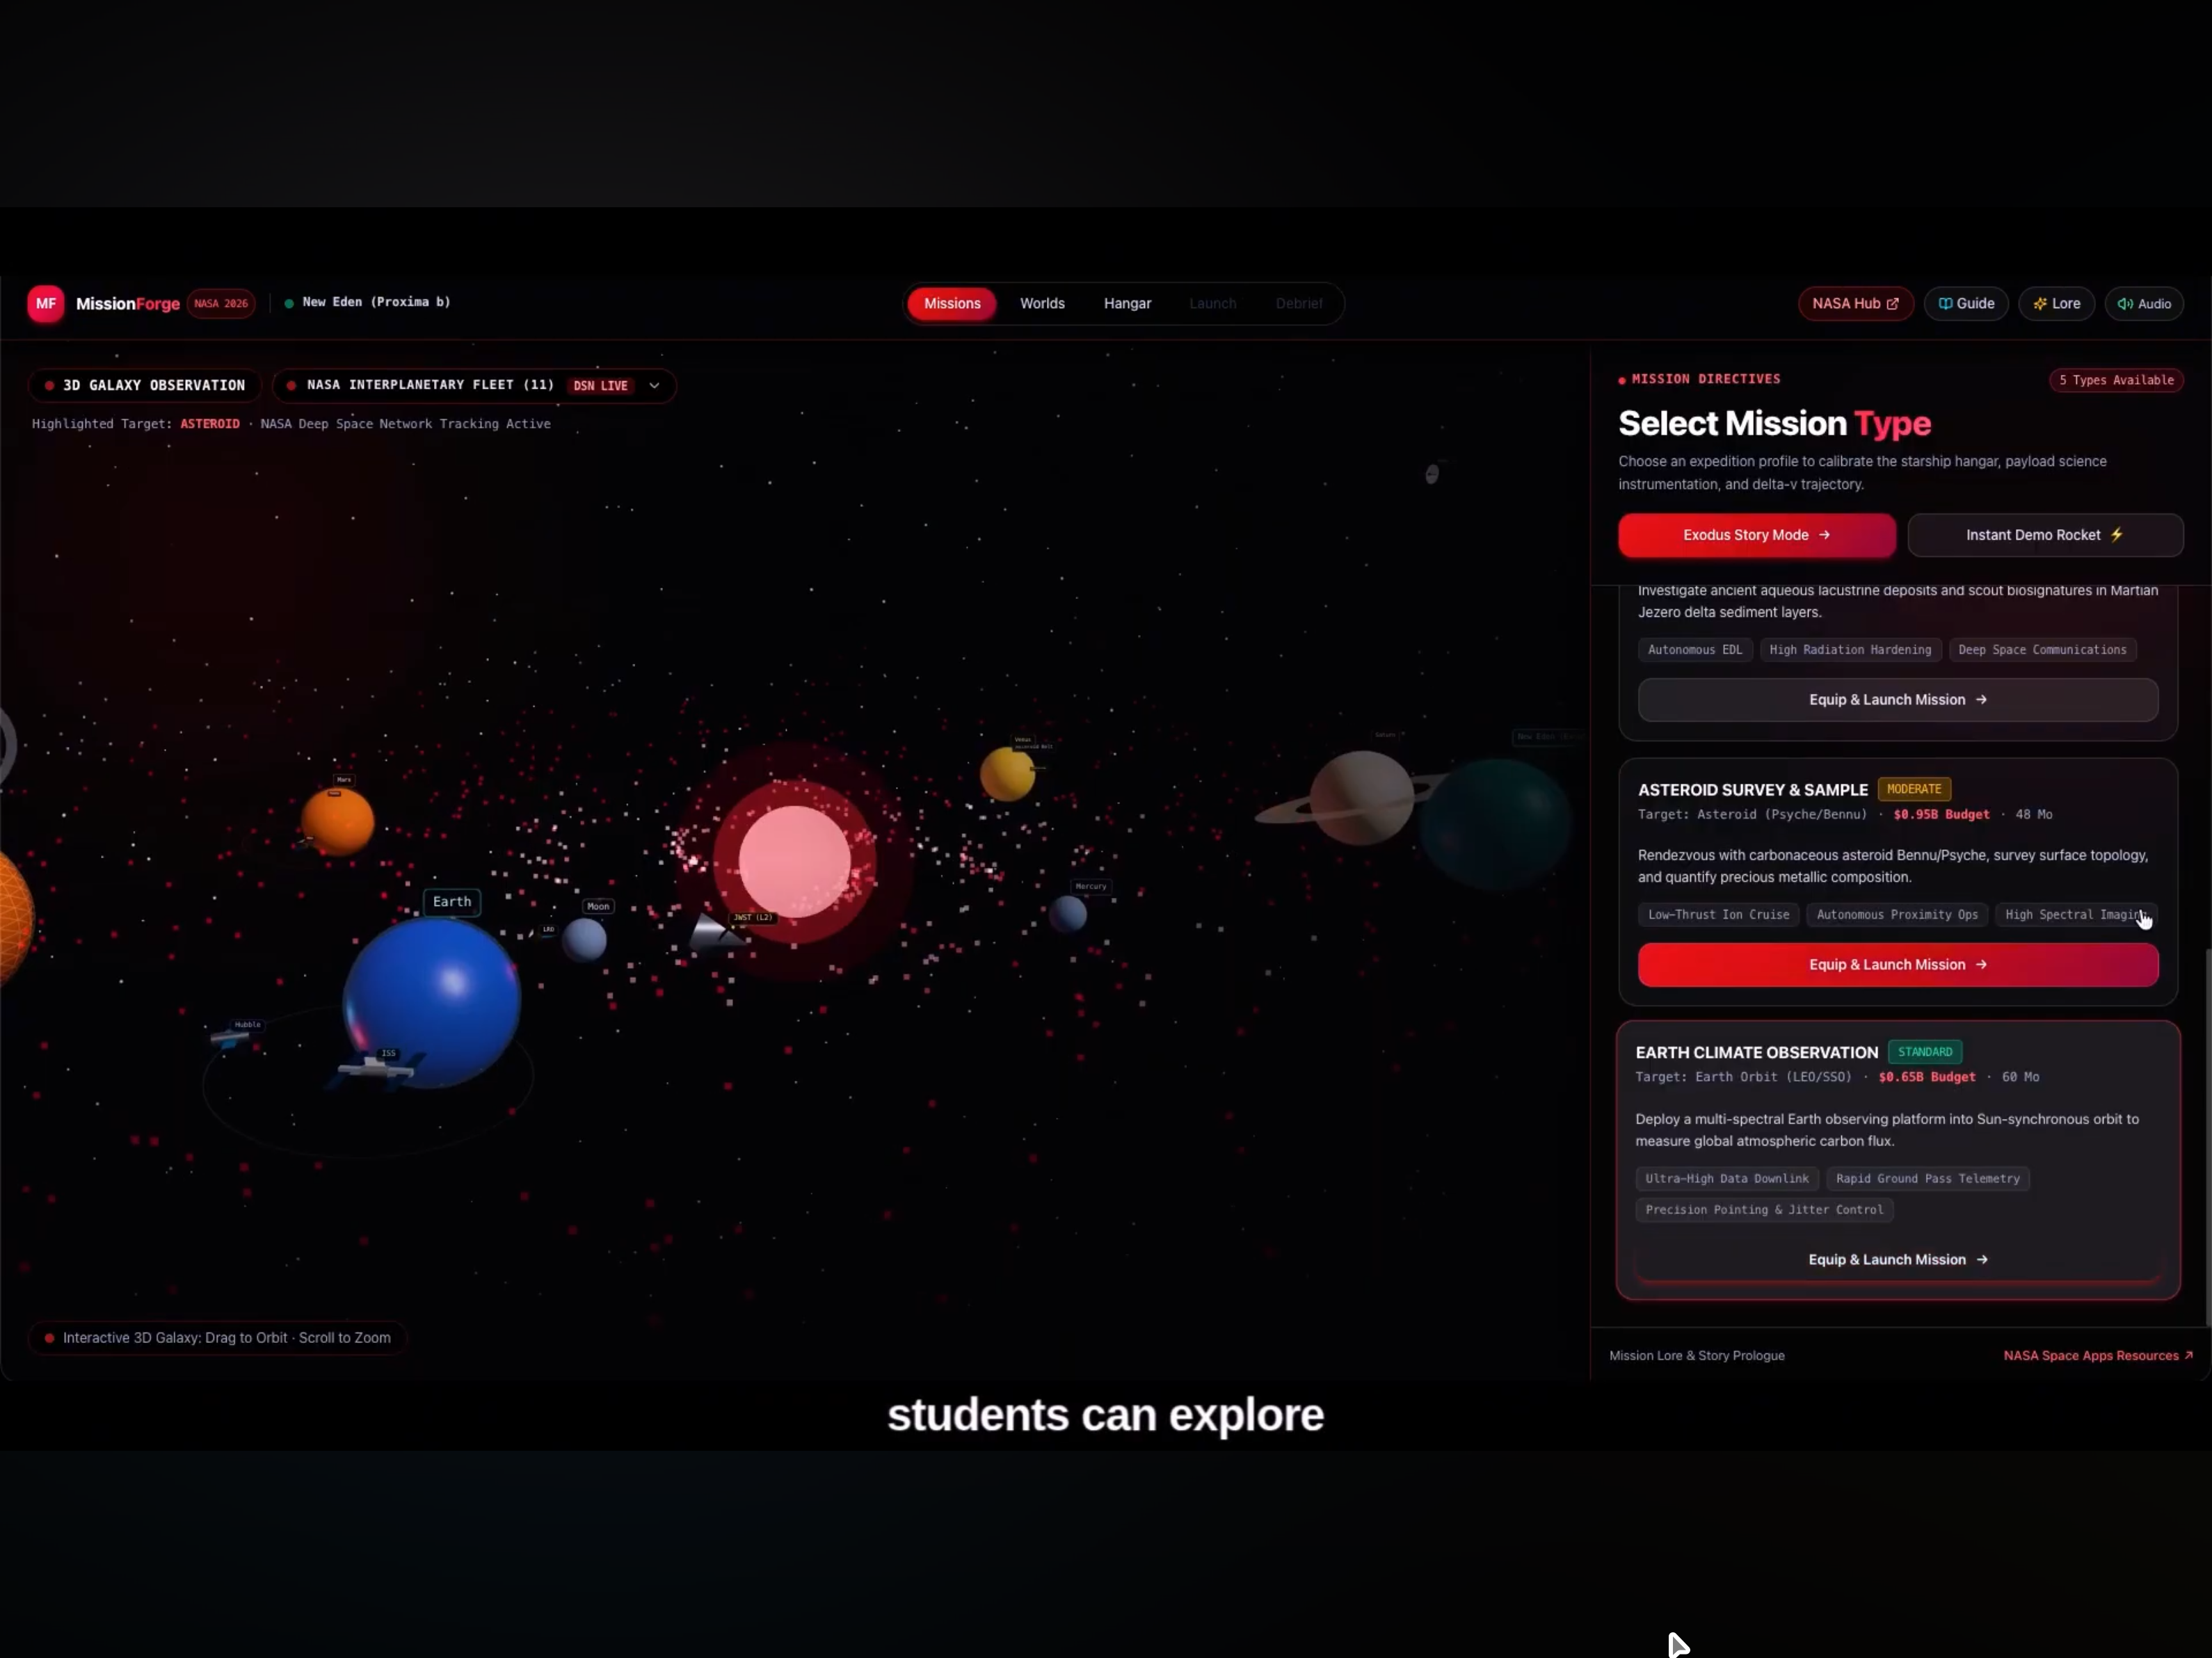 MF MissionForge NASA 2026 New Eden (Proxima b) Missions Worlds Hangar Launch Debrief NASA Hub Guide Lore Audio
3D GALAXY OBSERVATION NASA INTERPLANETARY FLEET (11) DSN LIVE
Highlighted Target: ASTEROID · NASA Deep Space Network Tracking Active
Saturn
Venus
Asteroid Belt
Mars
Mercury
Earth
Moon
JWST (L2)
LRO
Hubble
ISS
Interactive 3D Galaxy: Drag to Orbit · Scroll to Zoom
MISSION DIRECTIVES 5 Types Available
Select Mission Type
Choose an expedition profile to calibrate the starship hangar, payload science
instrumentation, and delta-v trajectory.
Exodus Story Mode → Instant Demo Rocket ⚡
Investigate ancient aqueous lacustrine deposits and scout biosignatures in Martian
Jezero delta sediment layers.
Autonomous EDL High Radiation Hardening Deep Space Communications
Equip & Launch Mission →
ASTEROID SURVEY & SAMPLE MODERATE
Target: Asteroid (Psyche/Bennu) · $0.95B Budget · 48 Mo
Rendezvous with carbonaceous asteroid Bennu/Psyche, survey surface topology,
and quantify precious metallic composition.
Low-Thrust Ion Cruise Autonomous Proximity Ops High Spectral Imaging
Equip & Launch Mission →
EARTH CLIMATE OBSERVATION STANDARD
Target: Earth Orbit (LEO/SSO) · $0.65B Budget · 60 Mo
Deploy a multi-spectral Earth observing platform into Sun-synchronous orbit to
measure global atmospheric carbon flux.
Ultra-High Data Downlink Rapid Ground Pass Telemetry
Precision Pointing & Jitter Control
Equip & Launch Mission →
Mission Lore & Story Prologue NASA Space Apps Resources ↗
students can explore